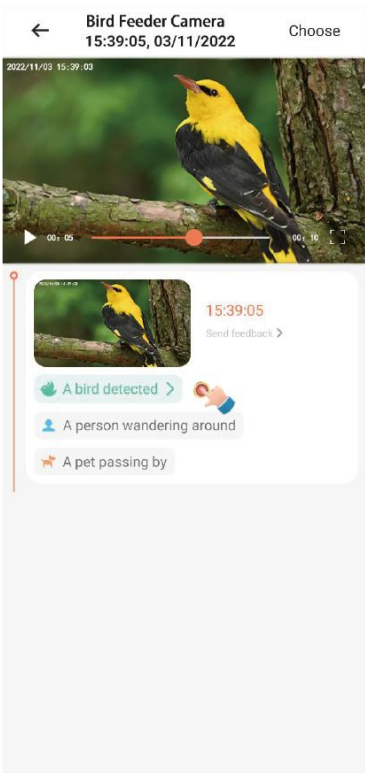 Bird Feeder Camera
15:39:05, 03/11/2022
Choose
2022/11/03 15:39:03
00: 05
00: 10
15:39:05
Send feedback
A bird detected
A person wandering around
A pet passing by